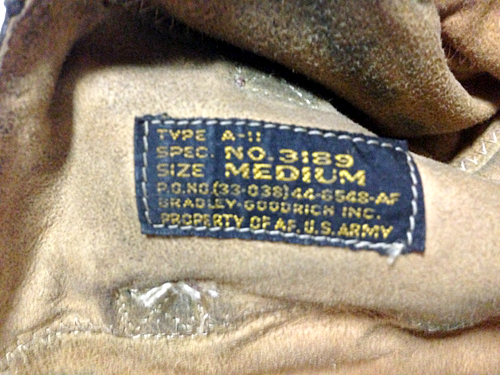 TYPE A-11
SPEC. NO. 3189
SIZE MEDIUM
P.O.NO.(33-038)44-6548-AF
BRADLEY-GOODRICH INC.
PROPERTY OF A.F. U.S. ARMY